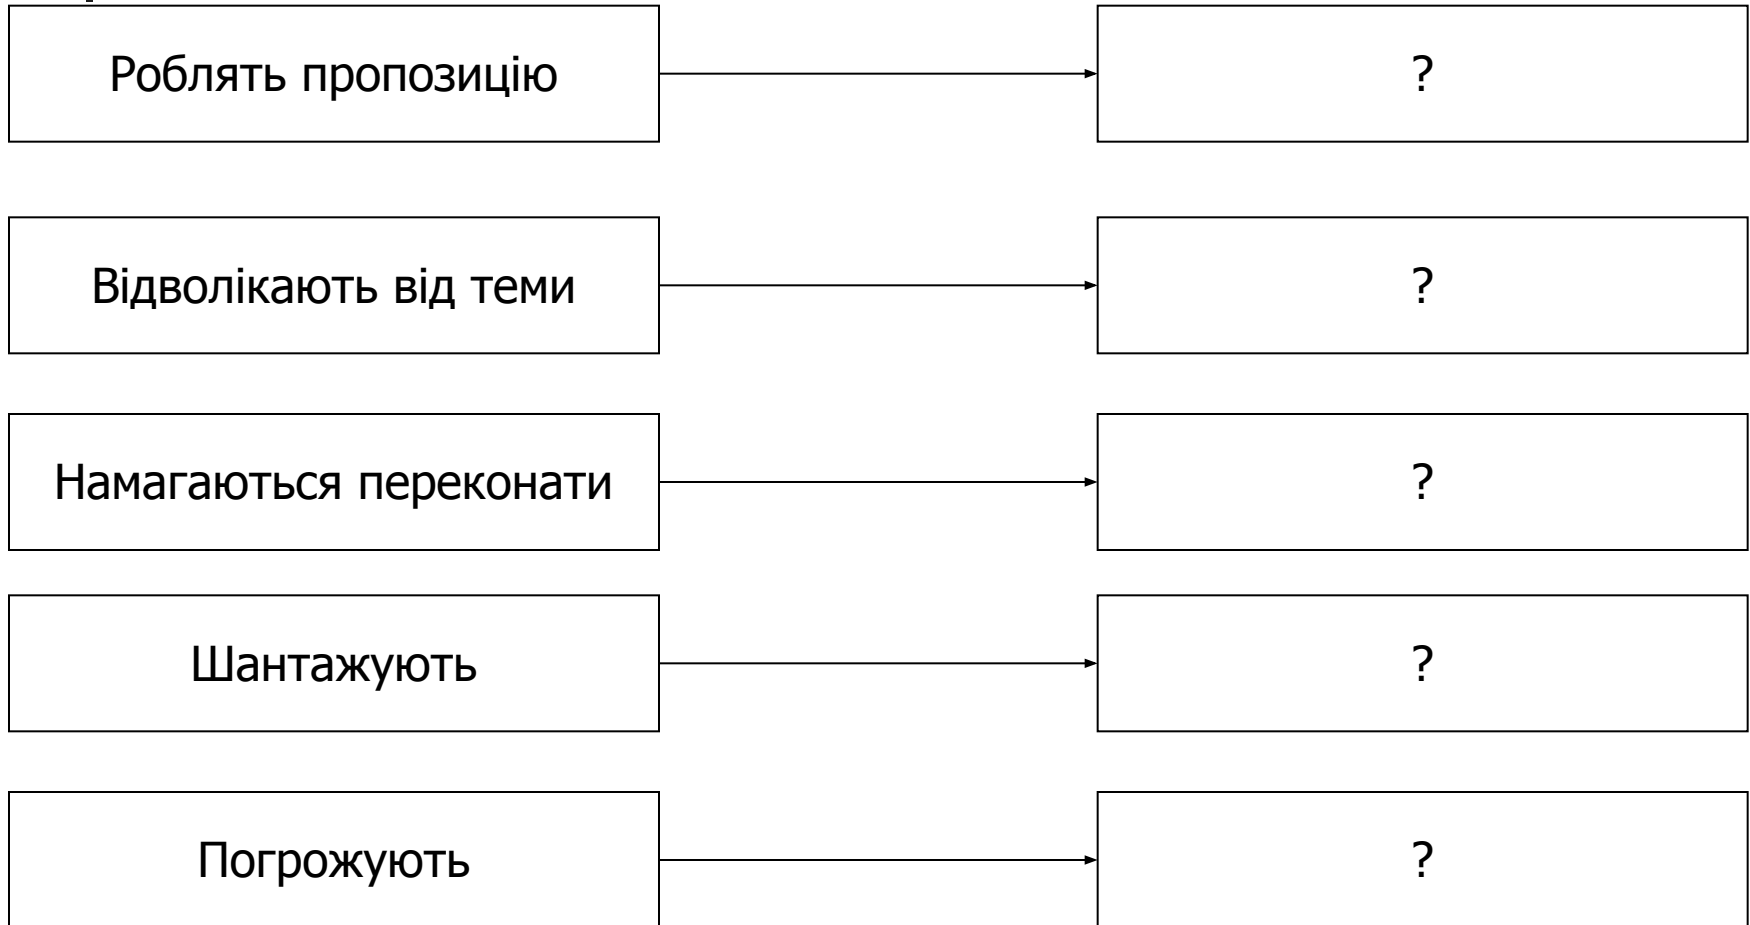 Роблять пропозицію
?
Відволікають від теми
?
Намагаються переконати
?
Шантажують
?
Погрожують
?